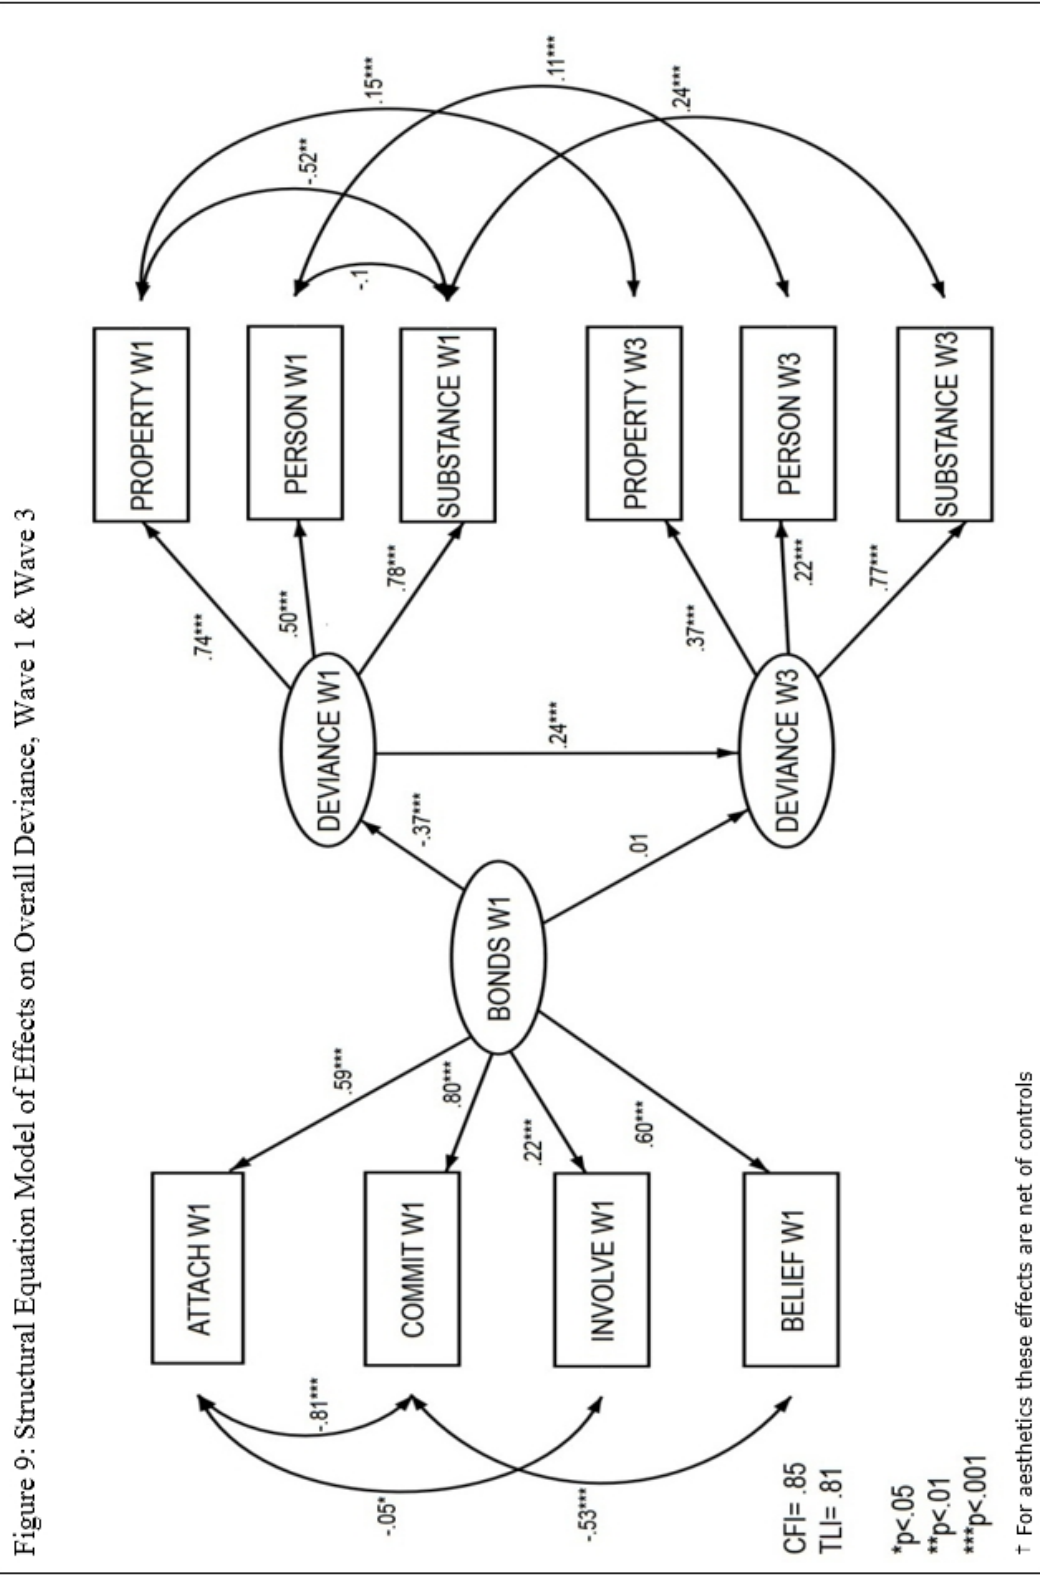 Figure 9: Structural Equation Model of Effects on Overall Deviance, Wave 1 & Wave 3
-.81***
-.05*
-.53***
ATTACH W1
COMMIT W1
INVOLVE W1
BELIEF W1
.59***
.80***
.22***
.60***
BONDS W1
-.37***
.01
DEVIANCE W1
.24***
DEVIANCE W3
.74***
.50***
.78***
.37***
.22***
.77***
PROPERTY W1
PERSON W1
SUBSTANCE W1
PROPERTY W3
PERSON W3
SUBSTANCE W3
-.1
-.52**
.15***
.11***
.24***
CFI= .85
TLI= .81
*p<.05
**p<.01
***p<.001
† For aesthetics these effects are net of controls